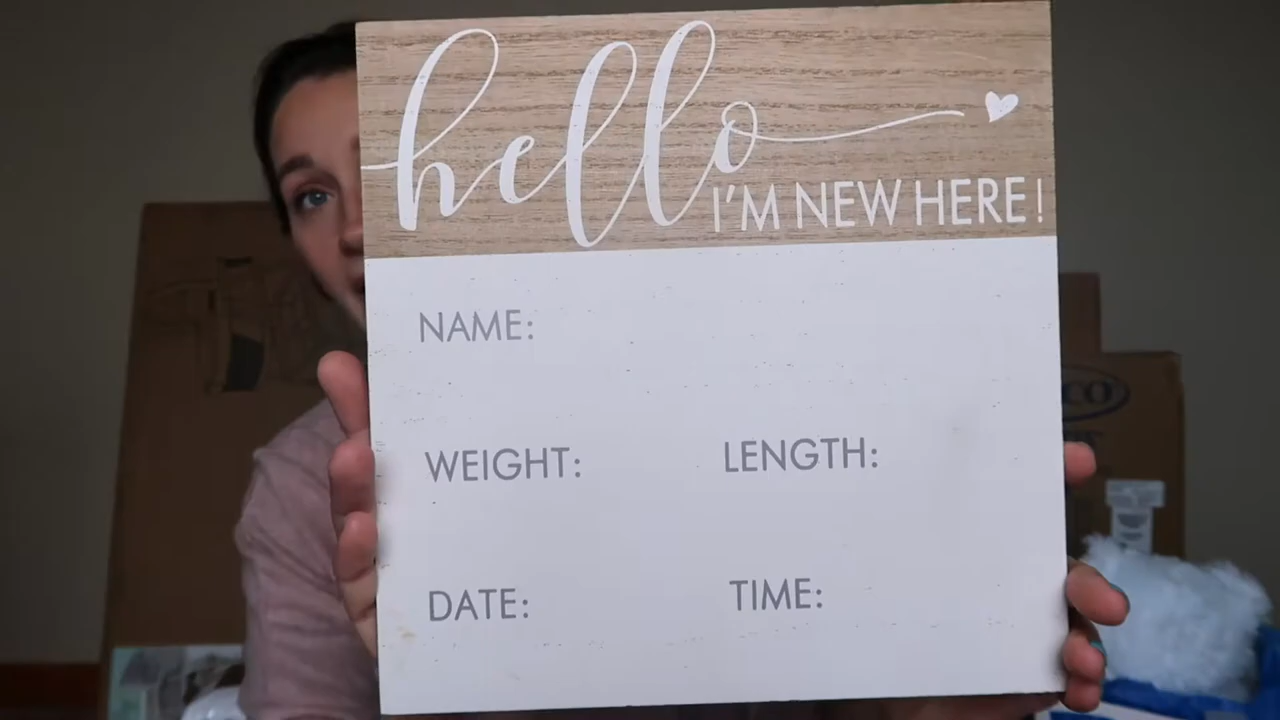 hello
I'M NEW HERE!
NAME:
WEIGHT: LENGTH:
DATE: TIME: